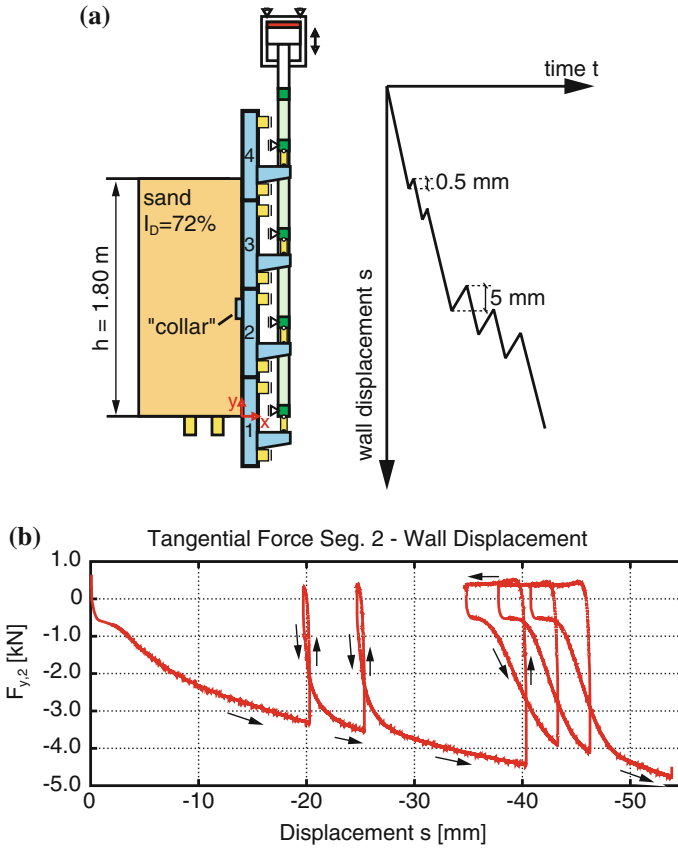 (a)
time t
4
0.5 mm
sand
I_D=72%
3
h = 1.80 m
5 mm
"collar"
2
wall displacement s
y
x
1
(b)
Tangential Force Seg. 2 - Wall Displacement
1.0
0
-1.0
-2.0
-3.0
-4.0
-5.0
F_y,2 [kN]
0
-10
-20
-30
-40
-50
Displacement s [mm]